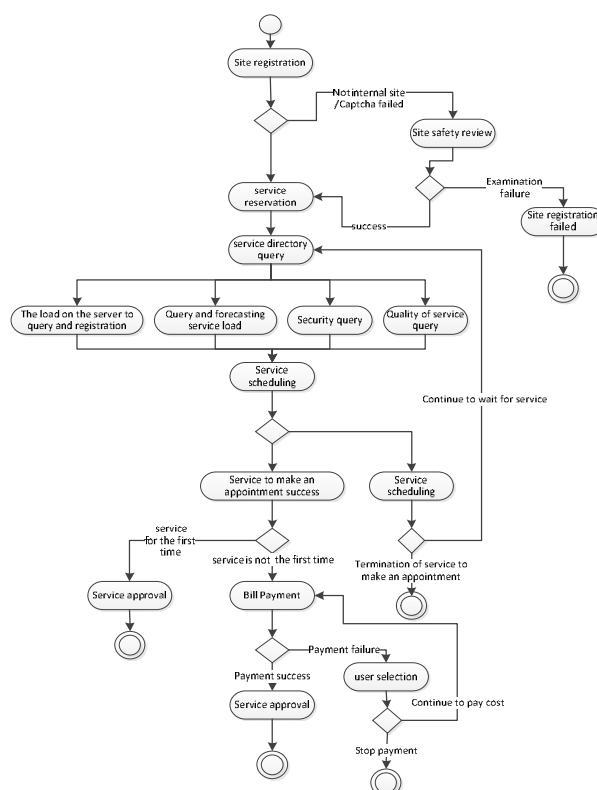 Site registration
Not internal site
/Captcha failed
Site safety review
Examination
failure
service
reservation
Site registration
failed
success
service directory
query
The load on the server to
query and registration
Query and forecasting
service load
Security query
Quality of service
query
Service
scheduling
Continue to wait for service
Service to make an
appointment success
Service
scheduling
service
for the first
time
service is not the first time
Termination of service to
make an appointment
Service approval
Bill Payment
Payment failure
Payment success
user selection
Service approval
Continue to pay cost
Stop payment